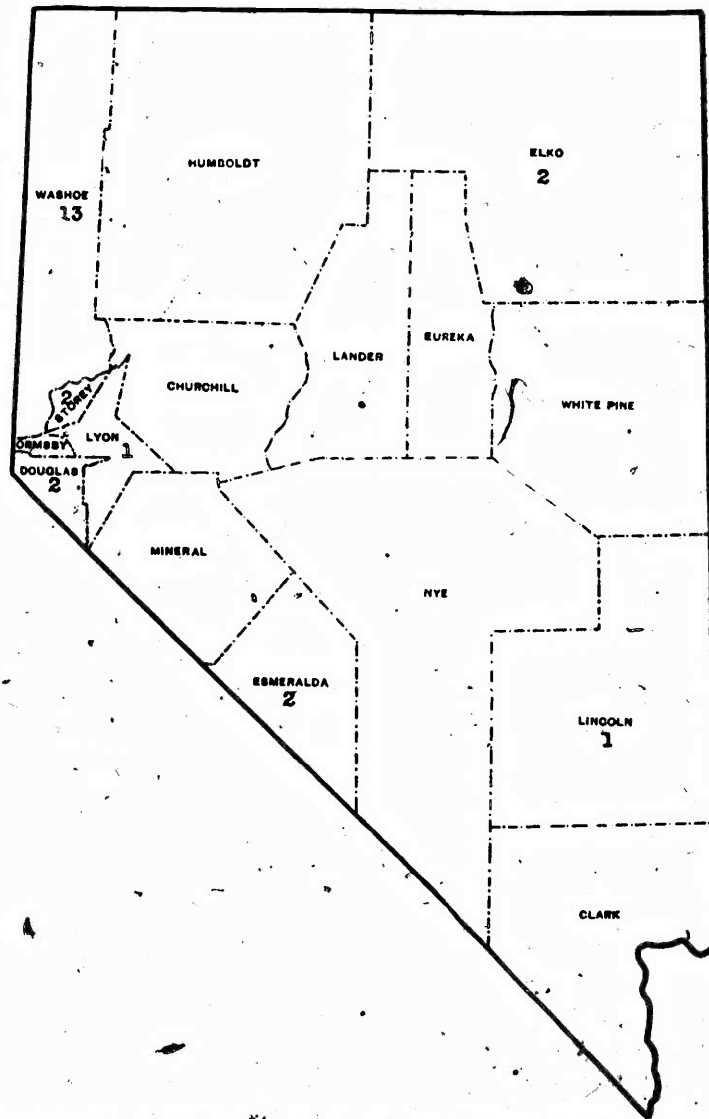 HUMBOLDT
ELKO
2
WASHOE
13
LANDER
EUREKA
CHURCHILL
WHITE PINE
2
STOREY
LYON
1
ORMSBY
DOUGLAS
2
MINERAL
NYE
ESMERALDA
2
LINCOLN
1
CLARK